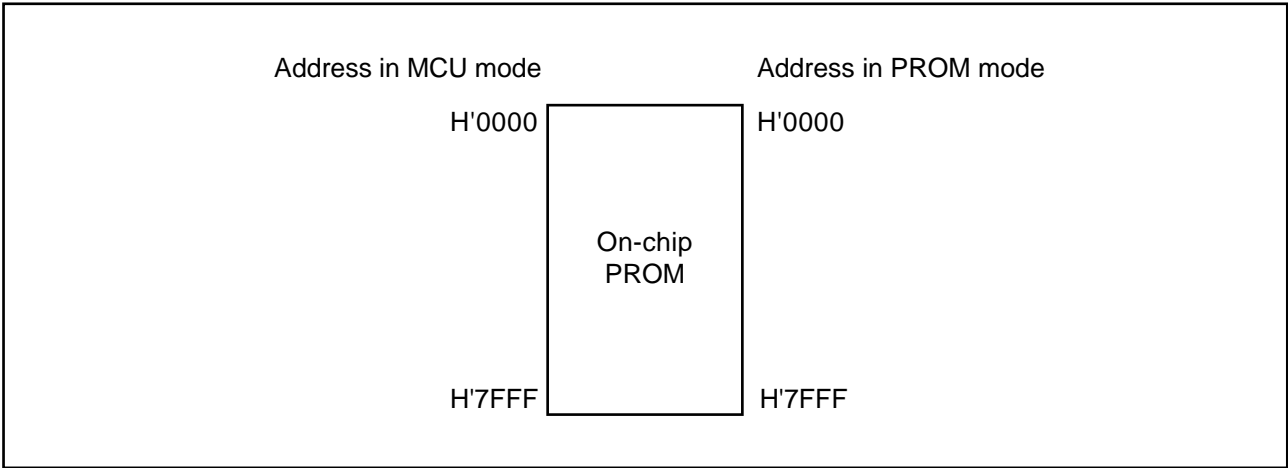 Address in MCU mode Address in PROM mode
H'0000 H'0000
On-chip
PROM
H'7FFF H'7FFF